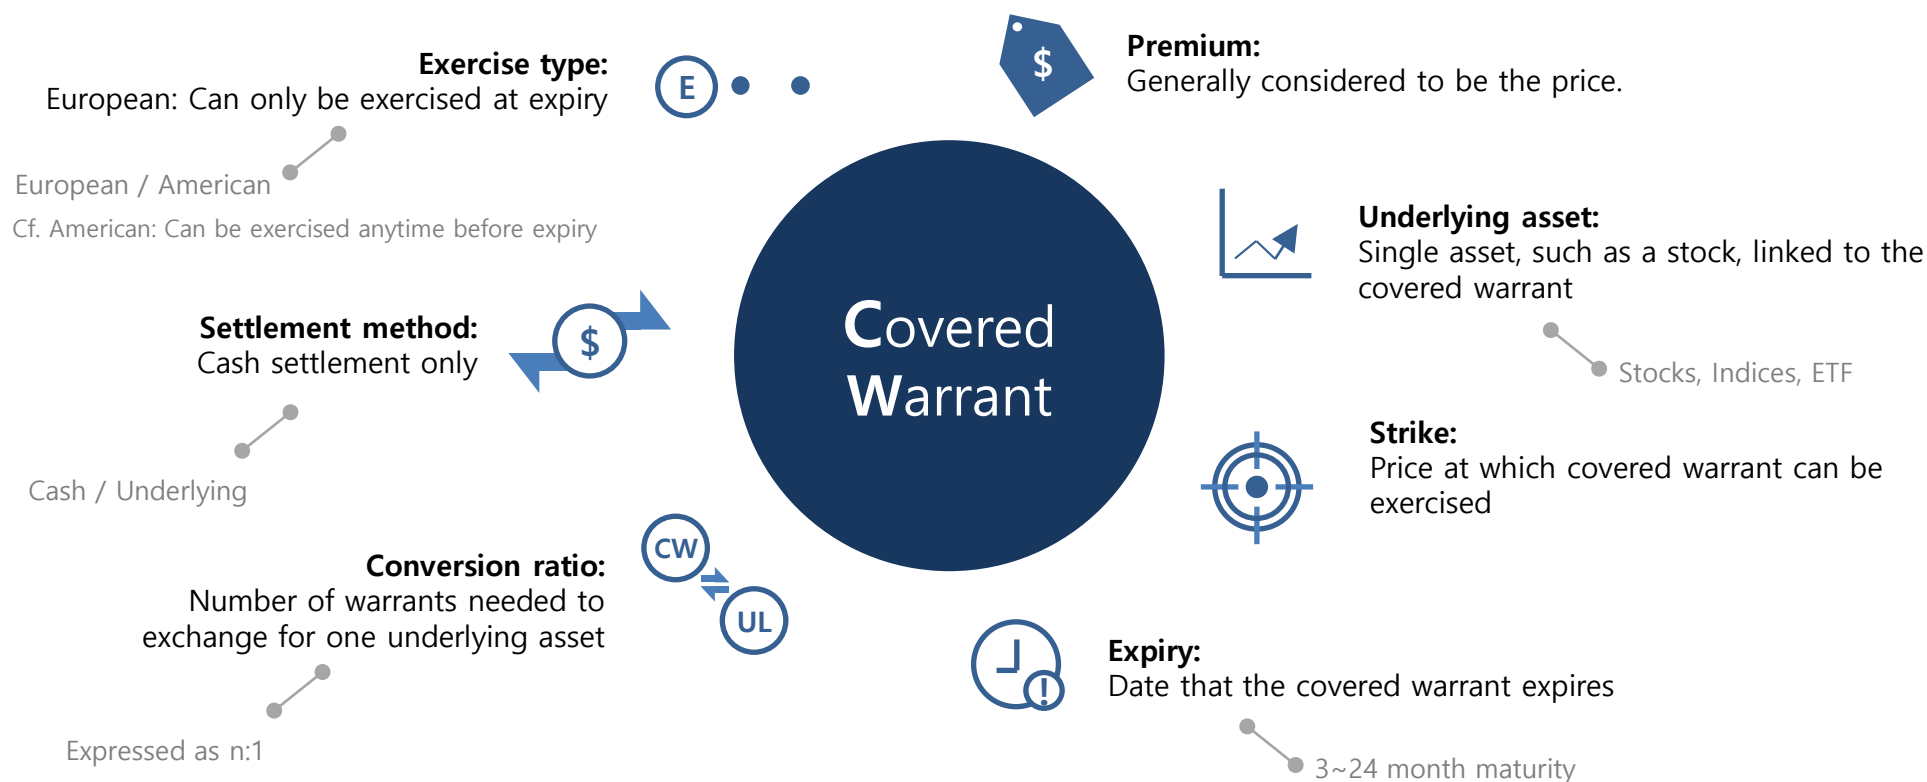 Exercise type:
European: Can only be exercised at expiry
European / American
Cf. American: Can be exercised anytime before expiry
E
$
Premium:
Generally considered to be the price.
Underlying asset:
Single asset, such as a stock, linked to the
covered warrant
Stocks, Indices, ETF
Settlement method:
Cash settlement only
$
Cash / Underlying
Covered
Warrant
Strike:
Price at which covered warrant can be
exercised
Conversion ratio:
Number of warrants needed to
exchange for one underlying asset
Expressed as n:1
CW
UL
!
Expiry:
Date that the covered warrant expires
3~24 month maturity